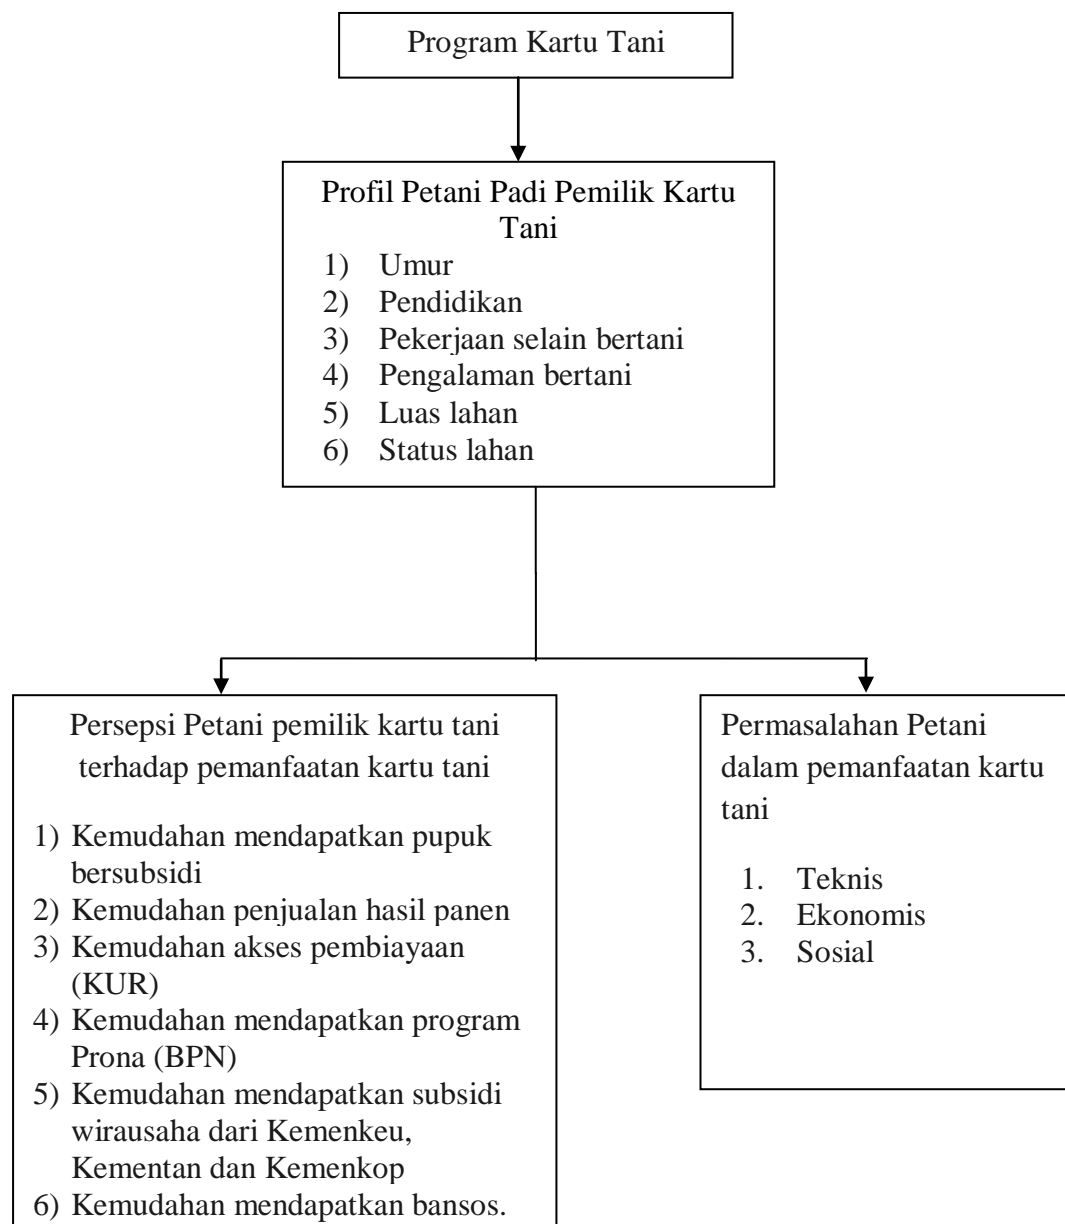 Program Kartu Tani
Profil Petani Padi Pemilik Kartu
Tani
1) Umur
2) Pendidikan
3) Pekerjaan selain bertani
4) Pengalaman bertani
5) Luas lahan
6) Status lahan
Persepsi Petani pemilik kartu tani
terhadap pemanfaatan kartu tani
1) Kemudahan mendapatkan pupuk
bersubsidi
2) Kemudahan penjualan hasil panen
3) Kemudahan akses pembiayaan
(KUR)
4) Kemudahan mendapatkan program
Prona (BPN)
5) Kemudahan mendapatkan subsidi
wirausaha dari Kemenkeu,
Kementan dan Kemenkop
6) Kemudahan mendapatkan bansos.
Permasalahan Petani
dalam pemanfaatan kartu
tani
1. Teknis
2. Ekonomis
3. Sosial